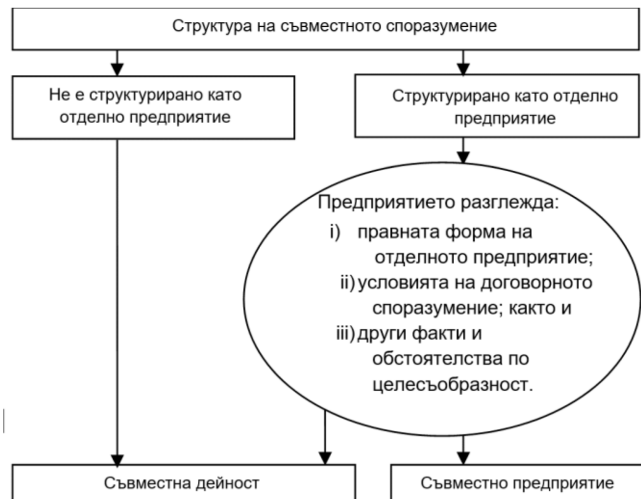 Структура на съвместното споразумение
Не е структурирано като
отделно предприятие
Структурирано като отделно
предприятие
Предприятието разглежда:
i) правната форма на
отделното предприятие;
ii) условията на договорното
споразумение; както и
iii) други факти и
обстоятелства по
целесъобразност.
Съвместна дейност
Съвместно предприятие